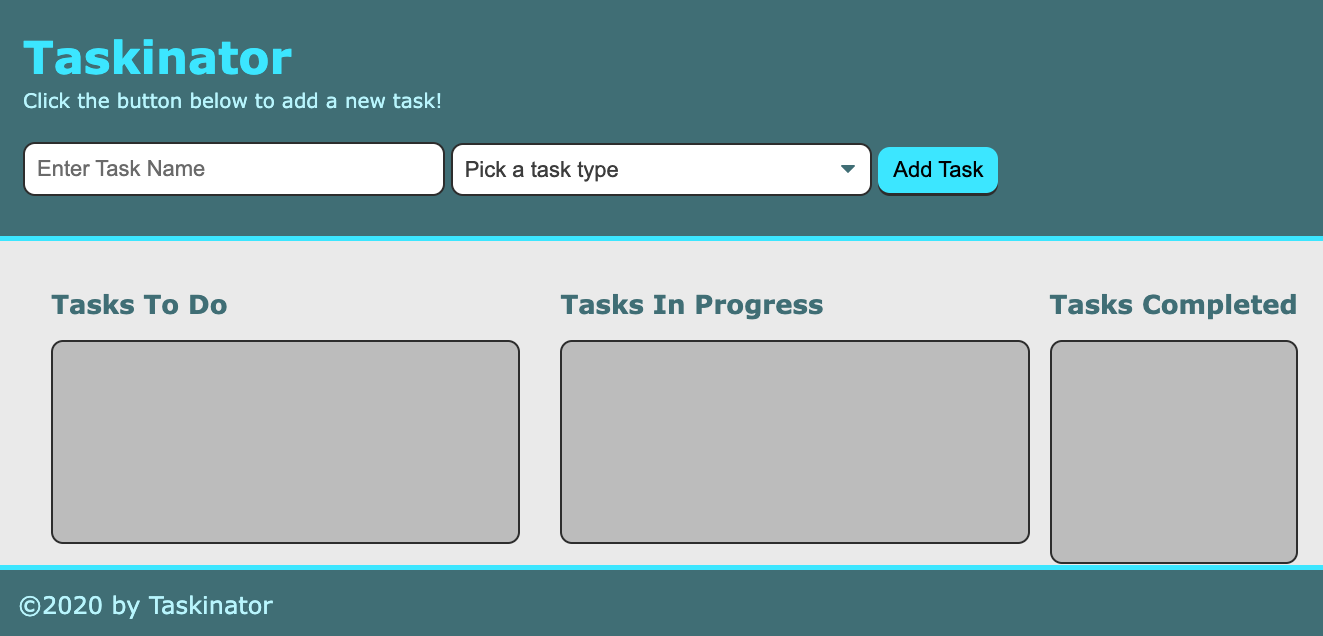 Taskinator
Click the button below to add a new task!
Enter Task Name
Pick a task type
Add Task
Tasks To Do
Tasks In Progress
Tasks Completed
©2020 by Taskinator